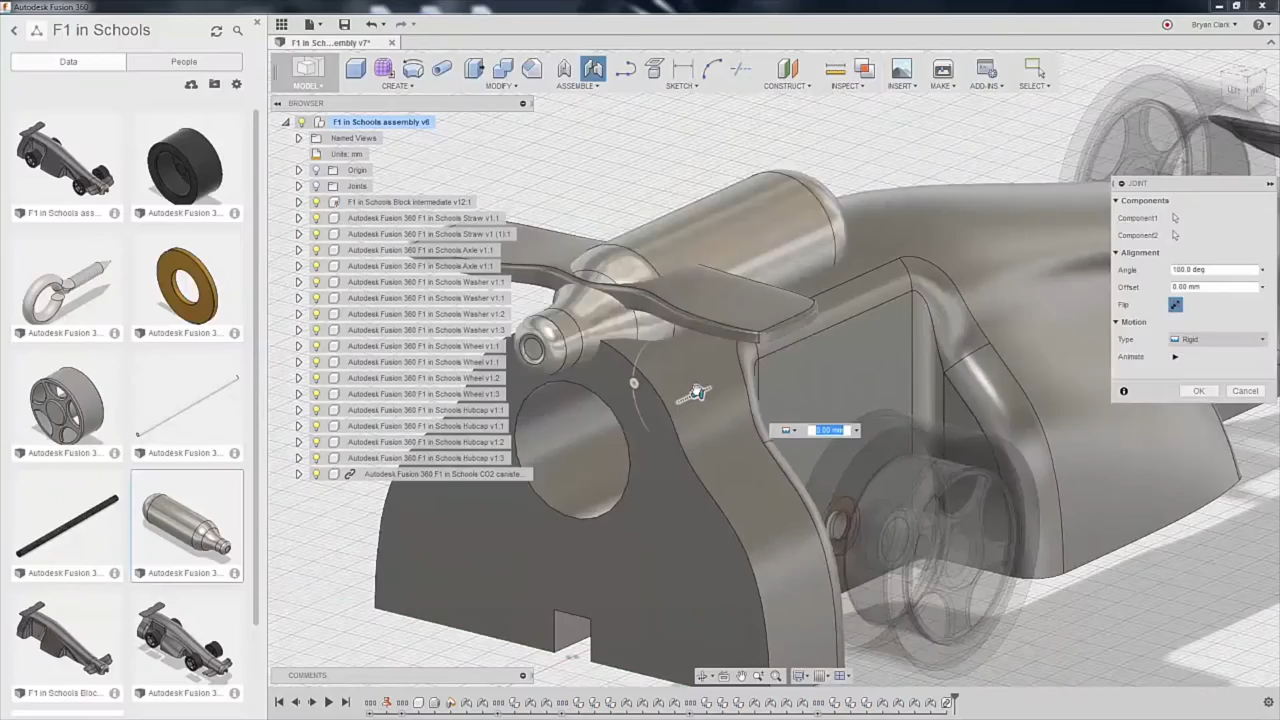 Autodesk Fusion 360
F1 in Schools
Data
People
F1 in Schools ass...
Autodesk Fusion 3...
Autodesk Fusion 3...
Autodesk Fusion 3...
Autodesk Fusion 3...
Autodesk Fusion 3...
Autodesk Fusion 3...
Autodesk Fusion 3...
F1 in Schools Bloc...
Autodesk Fusion 3...
Bryan Clark
F1 in Sch...embly v7*
MODEL
CREATE
MODIFY
ASSEMBLE
SKETCH
CONSTRUCT
INSPECT
INSERT
MAKE
ADD-INS
SELECT
BROWSER
F1 in Schools assembly v6
Named Views
Units: mm
Origin
Joints
F1 in Schools Block intermediate v12:1
Autodesk Fusion 360 F1 in Schools Straw v1:1
Autodesk Fusion 360 F1 in Schools Straw v1 (1):1
Autodesk Fusion 360 F1 in Schools Axle v1:1
Autodesk Fusion 360 F1 in Schools Axle v1:1
Autodesk Fusion 360 F1 in Schools Washer v1:1
Autodesk Fusion 360 F1 in Schools Washer v1:1
Autodesk Fusion 360 F1 in Schools Washer v1:2
Autodesk Fusion 360 F1 in Schools Washer v1:3
Autodesk Fusion 360 F1 in Schools Wheel v1:1
Autodesk Fusion 360 F1 in Schools Wheel v1:1
Autodesk Fusion 360 F1 in Schools Wheel v1:2
Autodesk Fusion 360 F1 in Schools Wheel v1:3
Autodesk Fusion 360 F1 in Schools Hubcap v1:1
Autodesk Fusion 360 F1 in Schools Hubcap v1:1
Autodesk Fusion 360 F1 in Schools Hubcap v1:2
Autodesk Fusion 360 F1 in Schools Hubcap v1:3
Autodesk Fusion 360 F1 in Schools CO2 caniste...
JOINT
Components
Component1
Component2
Alignment
Angle 180.0 deg
Offset 0.00 mm
Flip
Motion
Type Rigid
Animate
OK Cancel
0.00 mm
COMMENTS